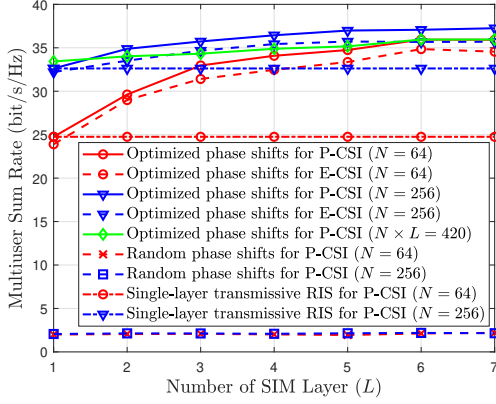 Multiuser Sum Rate (bit/s/Hz)
40
35
30
25
20
15
10
5
0
Optimized phase shifts for P-CSI (N = 64)
Optimized phase shifts for E-CSI (N = 64)
Optimized phase shifts for P-CSI (N = 256)
Optimized phase shifts for E-CSI (N = 256)
Optimized phase shifts for P-CSI (N × L = 420)
Random phase shifts for P-CSI (N = 64)
Random phase shifts for P-CSI (N = 256)
Single-layer transmissive RIS for P-CSI (N = 64)
Single-layer transmissive RIS for P-CSI (N = 256)
1 2 3 4 5 6 7
Number of SIM Layer (L)